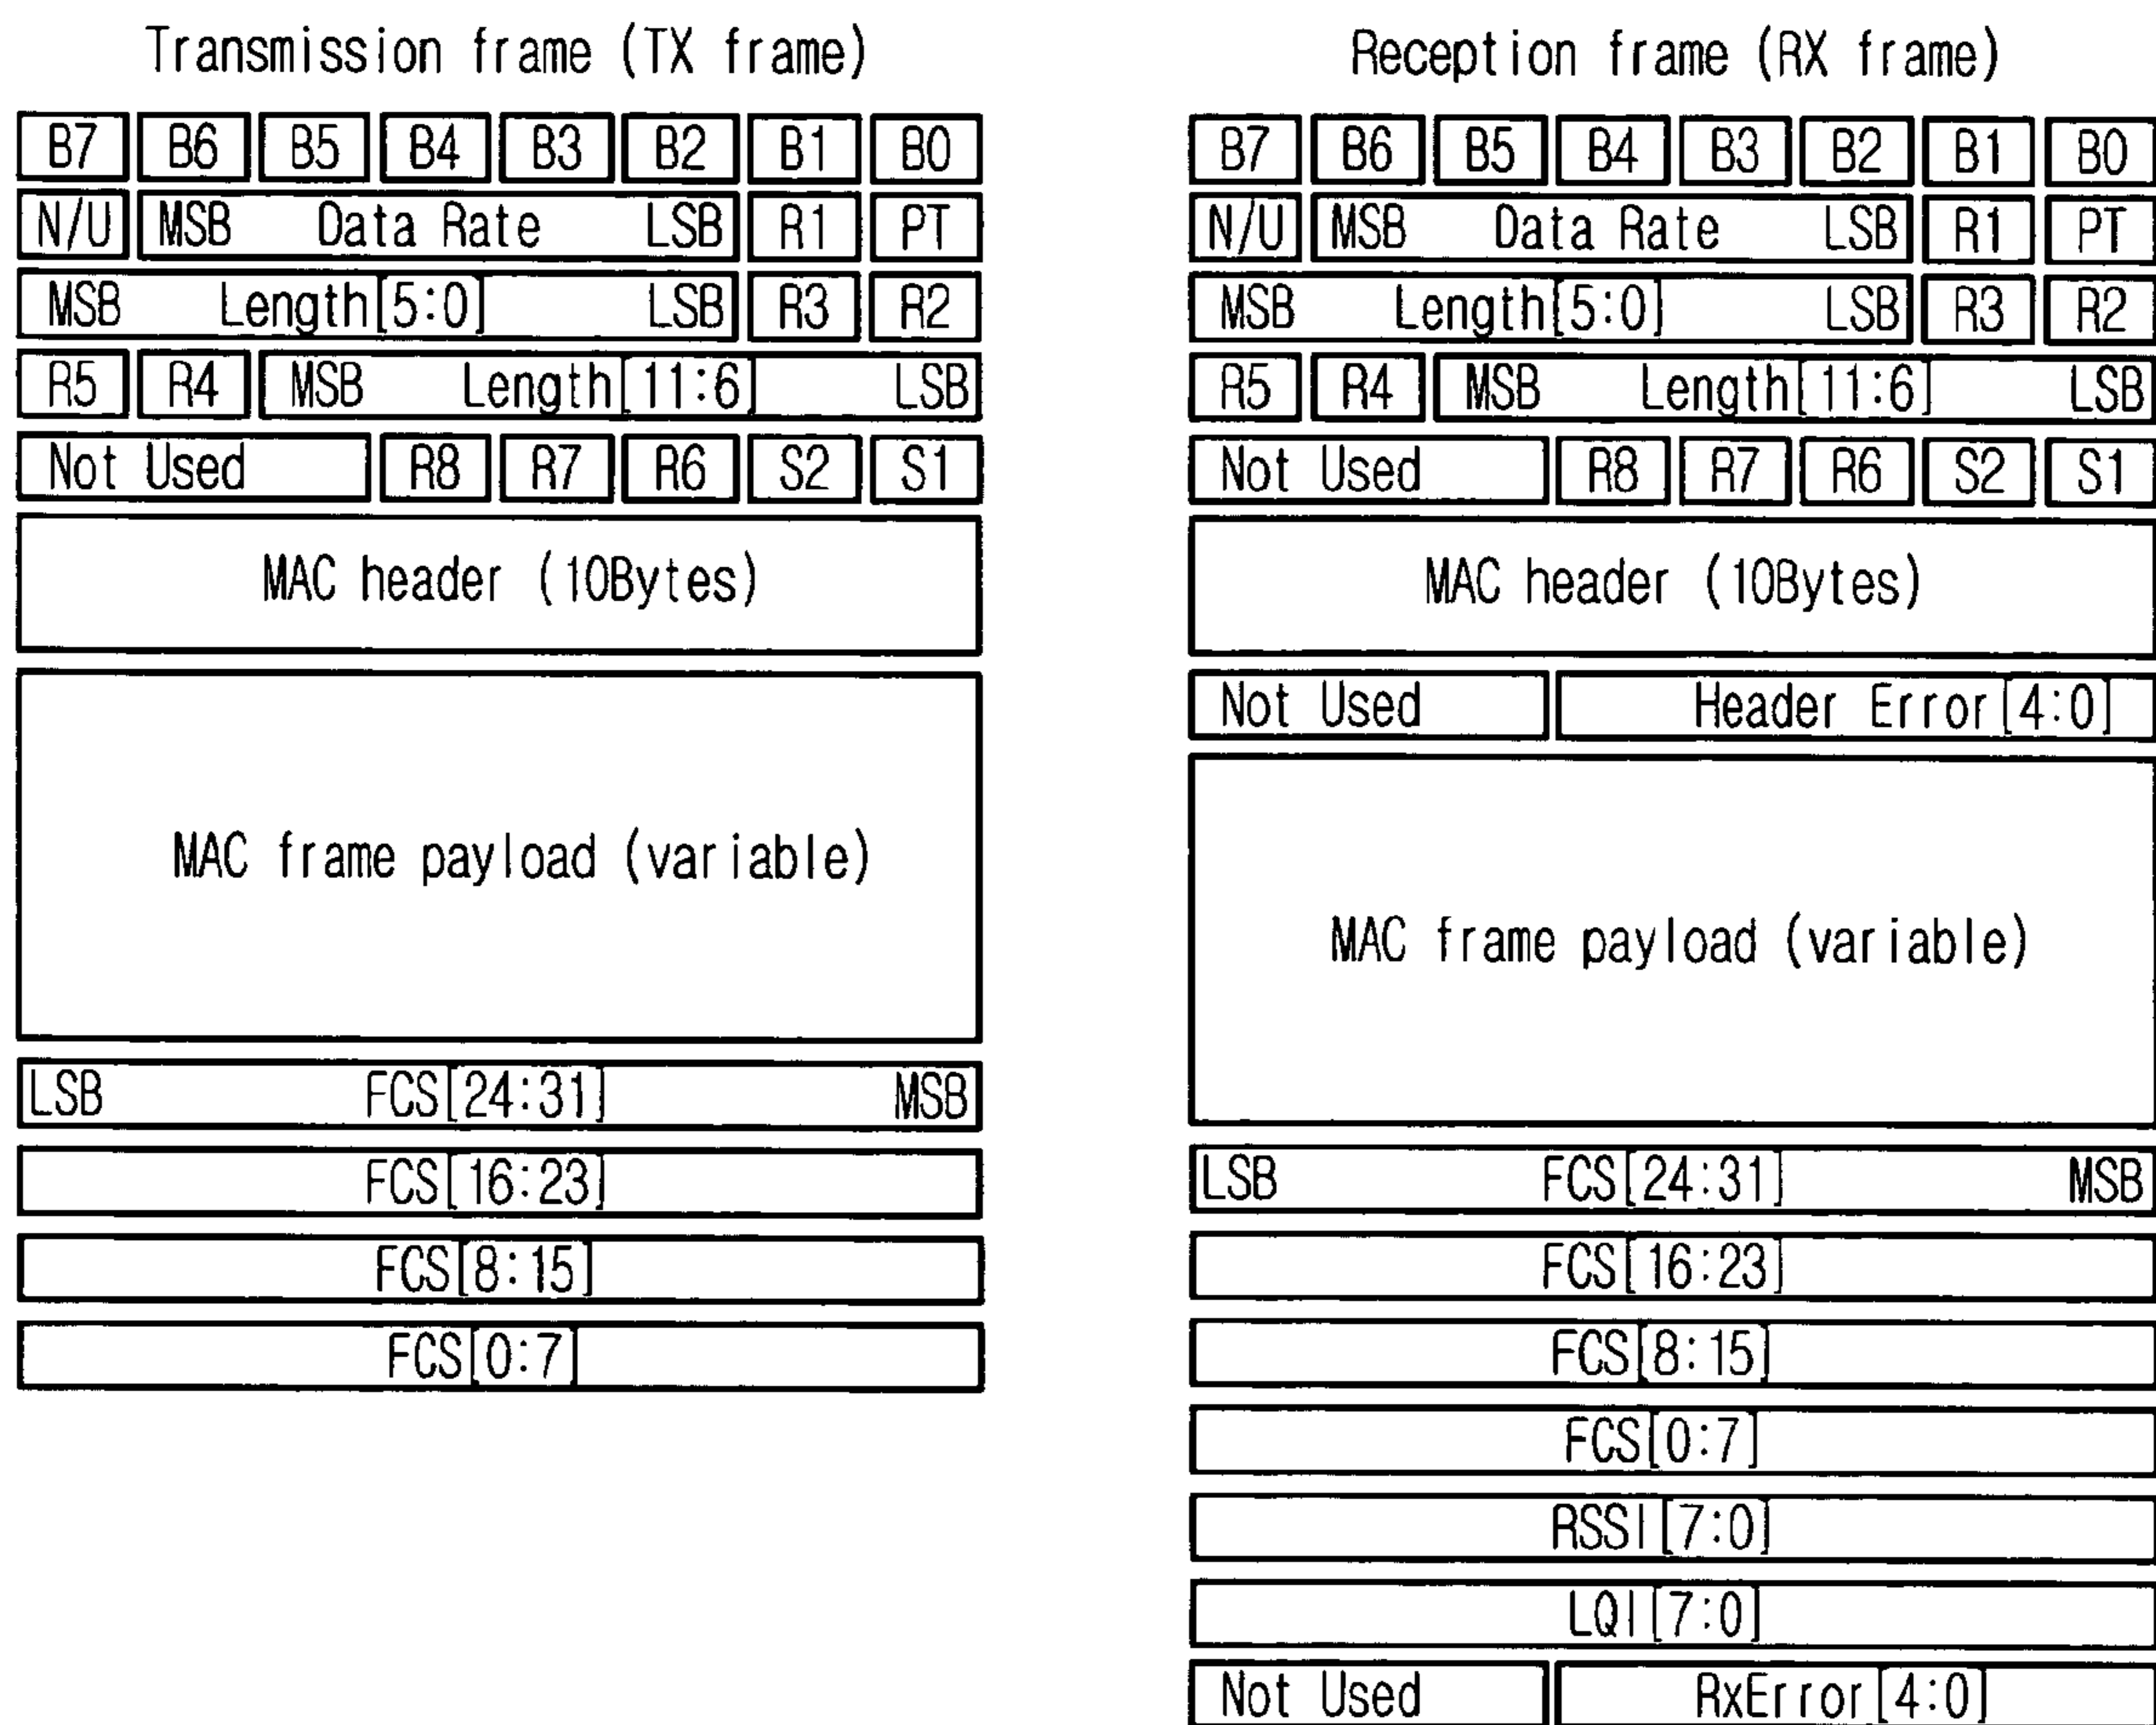 Transmission frame (TX frame)
B7 B6 B5 B4 B3 B2 B1 B0
N/U MSB Data Rate LSB R1 PT
MSB Length[5:0] LSB R3 R2
R5 R4 MSB Length[11:6] LSB
Not Used R8 R7 R6 S2 S1
MAC header (10Bytes)
MAC frame payload (variable)
LSB FCS[24:31] MSB
FCS[16:23]
FCS[8:15]
FCS[0:7]
Reception frame (RX frame)
B7 B6 B5 B4 B3 B2 B1 B0
N/U MSB Data Rate LSB R1 PT
MSB Length[5:0] LSB R3 R2
R5 R4 MSB Length[11:6] LSB
Not Used R8 R7 R6 S2 S1
MAC header (10Bytes)
Not Used Header Error[4:0]
MAC frame payload (variable)
LSB FCS[24:31] MSB
FCS[16:23]
FCS[8:15]
FCS[0:7]
RSSI[7:0]
LQI[7:0]
Not Used RxError[4:0]